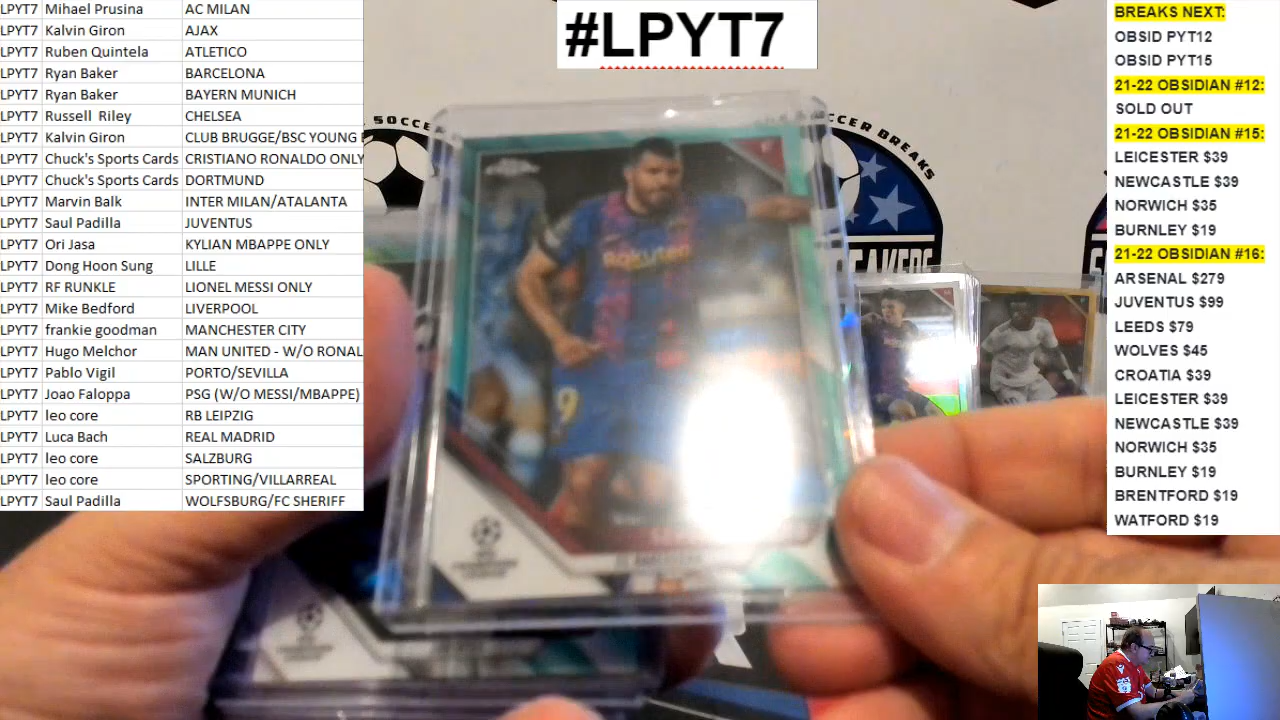 LPYT7 Mihael Prusina AC MILAN
LPYT7 Kalvin Giron AJAX
LPYT7 Ruben Quintela ATLETICO
LPYT7 Ryan Baker BARCELONA
LPYT7 Ryan Baker BAYERN MUNICH
LPYT7 Russell Riley CHELSEA
LPYT7 Kalvin Giron CLUB BRUGGE/BSC YOUNG
LPYT7 Chuck's Sports Cards CRISTIANO RONALDO ONLY
LPYT7 Chuck's Sports Cards DORTMUND
LPYT7 Marvin Balk INTER MILAN/ATALANTA
LPYT7 Saul Padilla JUVENTUS
LPYT7 Ori Jasa KYLIAN MBAPPE ONLY
LPYT7 Dong Hoon Sung LILLE
LPYT7 RF RUNKLE LIONEL MESSI ONLY
LPYT7 Mike Bedford LIVERPOOL
LPYT7 frankie goodman MANCHESTER CITY
LPYT7 Hugo Melchor MAN UNITED - W/O RONAL
LPYT7 Pablo Vigil PORTO/SEVILLA
LPYT7 Joao Faloppa PSG (W/O MESSI/MBAPPE)
LPYT7 leo core RB LEIPZIG
LPYT7 Luca Bach REAL MADRID
LPYT7 leo core SALZBURG
LPYT7 leo core SPORTING/VILLARREAL
LPYT7 Saul Padilla WOLFSBURG/FC SHERIFF
#LPYT7
SOCCE
CCER BREAKS
EAKERS
Rakuten
9
BREAKS NEXT:
OBSID PYT12
OBSID PYT15
21-22 OBSIDIAN #12:
SOLD OUT
21-22 OBSIDIAN #15:
LEICESTER $39
NEWCASTLE $39
NORWICH $35
BURNLEY $19
21-22 OBSIDIAN #16:
ARSENAL $279
JUVENTUS $99
LEEDS $79
WOLVES $45
CROATIA $39
LEICESTER $39
NEWCASTLE $39
NORWICH $35
BURNLEY $19
BRENTFORD $19
WATFORD $19